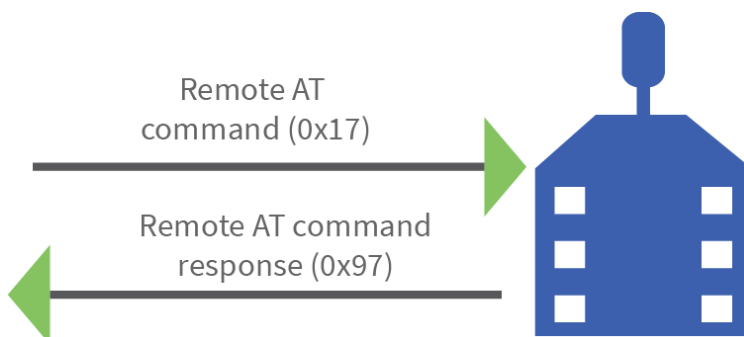 Remote AT
command (0x17)
Remote AT command
response (0x97)